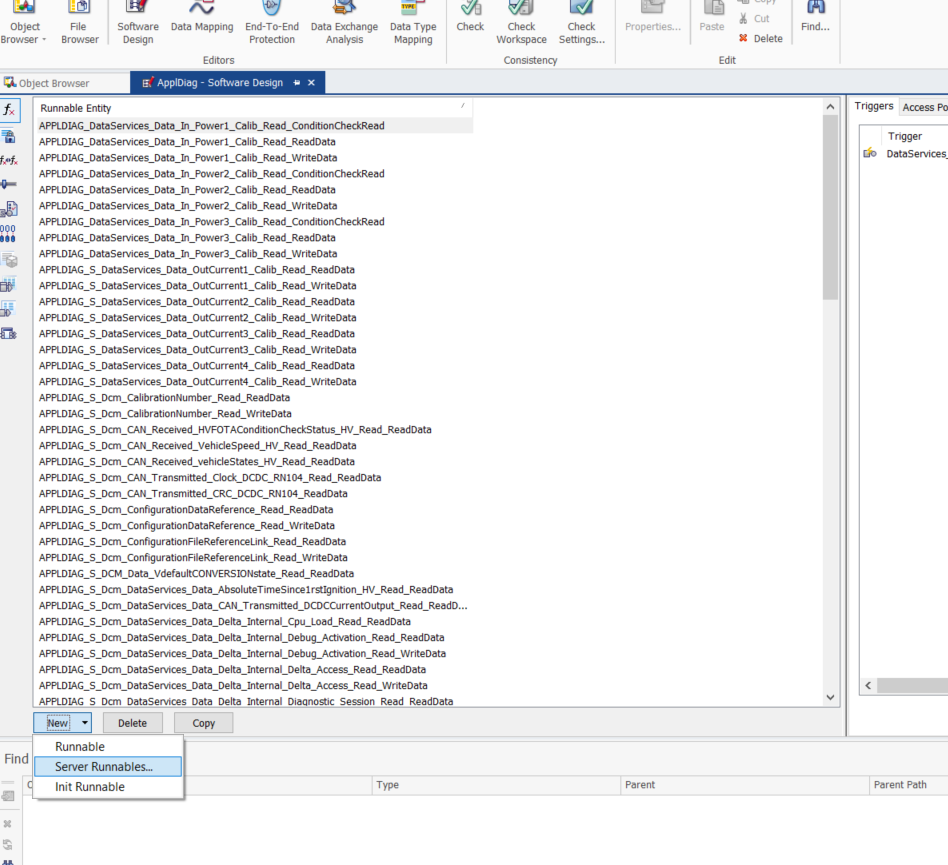 Object Browser
File Browser
Software Design
Data Mapping
End-To-End Protection
Data Exchange Analysis
Data Type Mapping
Check
Check Workspace
Check Settings...
Properties...
Paste
Copy
Cut
Delete
Find...
Editors
Consistency
Edit
Object Browser
ApplDiag - Software Design
Runnable Entity
APPLDIAG_DataServices_Data_In_Power1_Calib_Read_ConditionCheckRead
APPLDIAG_DataServices_Data_In_Power1_Calib_Read_ReadData
APPLDIAG_DataServices_Data_In_Power1_Calib_Read_WriteData
APPLDIAG_DataServices_Data_In_Power2_Calib_Read_ConditionCheckRead
APPLDIAG_DataServices_Data_In_Power2_Calib_Read_ReadData
APPLDIAG_DataServices_Data_In_Power2_Calib_Read_WriteData
APPLDIAG_DataServices_Data_In_Power3_Calib_Read_ConditionCheckRead
APPLDIAG_DataServices_Data_In_Power3_Calib_Read_ReadData
APPLDIAG_DataServices_Data_In_Power3_Calib_Read_WriteData
APPLDIAG_S_DataServices_Data_OutCurrent1_Calib_Read_ReadData
APPLDIAG_S_DataServices_Data_OutCurrent1_Calib_Read_WriteData
APPLDIAG_S_DataServices_Data_OutCurrent2_Calib_Read_ReadData
APPLDIAG_S_DataServices_Data_OutCurrent2_Calib_Read_WriteData
APPLDIAG_S_DataServices_Data_OutCurrent3_Calib_Read_ReadData
APPLDIAG_S_DataServices_Data_OutCurrent3_Calib_Read_WriteData
APPLDIAG_S_DataServices_Data_OutCurrent4_Calib_Read_ReadData
APPLDIAG_S_DataServices_Data_OutCurrent4_Calib_Read_WriteData
APPLDIAG_S_Dcm_CalibrationNumber_Read_ReadData
APPLDIAG_S_Dcm_CalibrationNumber_Read_WriteData
APPLDIAG_S_Dcm_CAN_Received_HVFOTAConditionCheckStatus_HV_Read_ReadData
APPLDIAG_S_Dcm_CAN_Received_VehicleSpeed_HV_Read_ReadData
APPLDIAG_S_Dcm_CAN_Received_vehicleStates_HV_Read_ReadData
APPLDIAG_S_Dcm_CAN_Transmitted_Clock_DCDC_RN104_Read_ReadData
APPLDIAG_S_Dcm_CAN_Transmitted_CRC_DCDC_RN104_ReadData
APPLDIAG_S_Dcm_ConfigurationDataReference_Read_ReadData
APPLDIAG_S_Dcm_ConfigurationDataReference_Read_WriteData
APPLDIAG_S_Dcm_ConfigurationFileReferenceLink_Read_ReadData
APPLDIAG_S_Dcm_ConfigurationFileReferenceLink_Read_WriteData
APPLDIAG_S_DCM_Data_VdefaultCONVERSIONstate_Read_ReadData
APPLDIAG_S_Dcm_DataServices_Data_AbsoluteTimeSince1rstIgnition_HV_Read_ReadData
APPLDIAG_S_Dcm_DataServices_Data_CAN_Transmitted_DCDCCurrentOutput_Read_ReadD...
APPLDIAG_S_Dcm_DataServices_Data_Delta_Internal_Cpu_Load_Read_ReadData
APPLDIAG_S_Dcm_DataServices_Data_Delta_Internal_Debug_Activation_Read_ReadData
APPLDIAG_S_Dcm_DataServices_Data_Delta_Internal_Debug_Activation_Read_WriteData
APPLDIAG_S_Dcm_DataServices_Data_Delta_Internal_Delta_Access_Read_ReadData
APPLDIAG_S_Dcm_DataServices_Data_Delta_Internal_Delta_Access_Read_WriteData
APPLDIAG_S_Dcm_DataServices_Data_Delta_Internal_Diagnostic_Session_Read_ReadData
Triggers
Access Po
Trigger
DataServices_
New
Delete
Copy
Runnable
Server Runnables...
Init Runnable
Find
Type
Parent
Parent Path